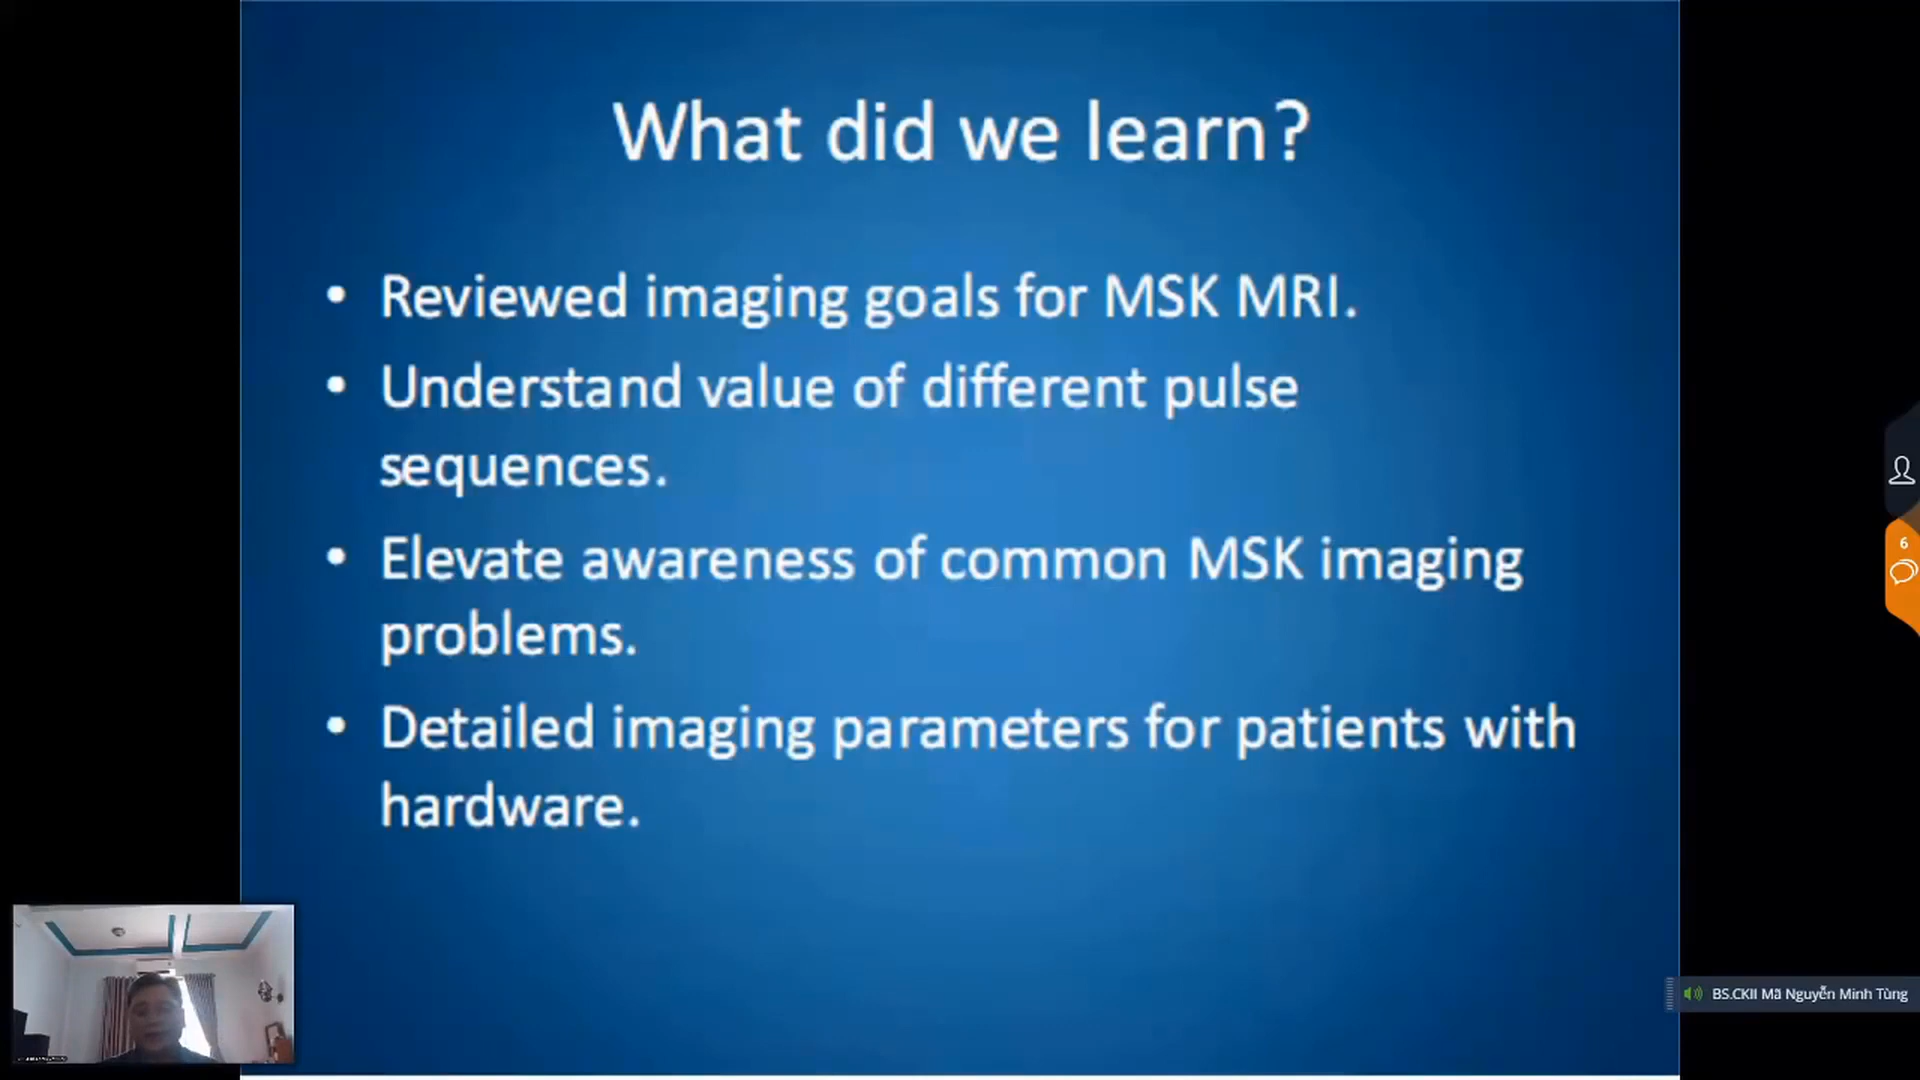 What did we learn?
• Reviewed imaging goals for MSK MRI.
• Understand value of different pulse
sequences.
• Elevate awareness of common MSK imaging
problems.
• Detailed imaging parameters for patients with
hardware.
6
BS.CKII Mã Nguyễn Minh Tùng